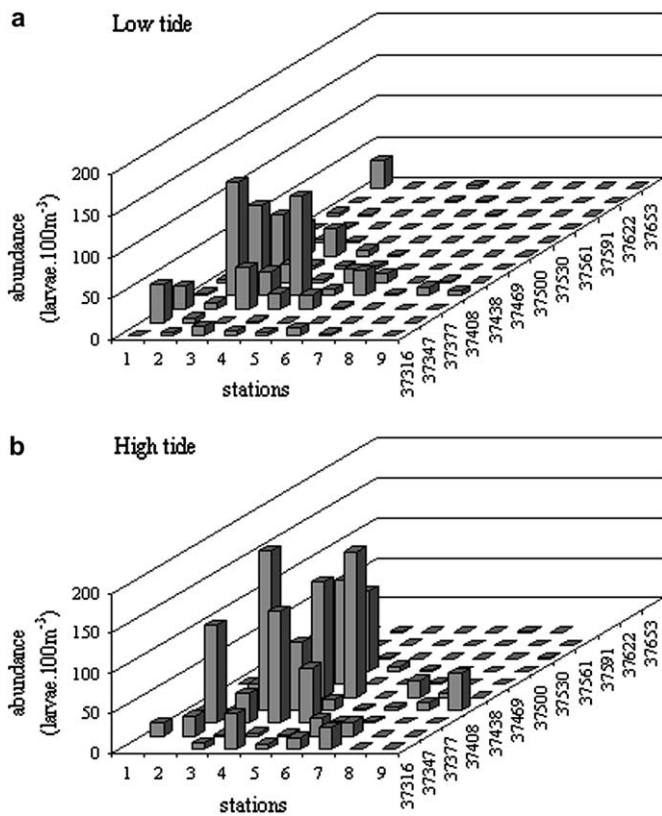 a
Low tide
200
150
100
50
0
abundance
(larvae.100m⁻³)
1 2 3 4 5 6 7 8 9
stations
37316
37347
37377
37408
37438
37469
37500
37530
37561
37591
37622
37653
b
High tide
200
150
100
50
0
abundance
(larvae.100m⁻³)
1 2 3 4 5 6 7 8 9
stations
37316
37347
37377
37408
37438
37469
37500
37530
37561
37591
37622
37653